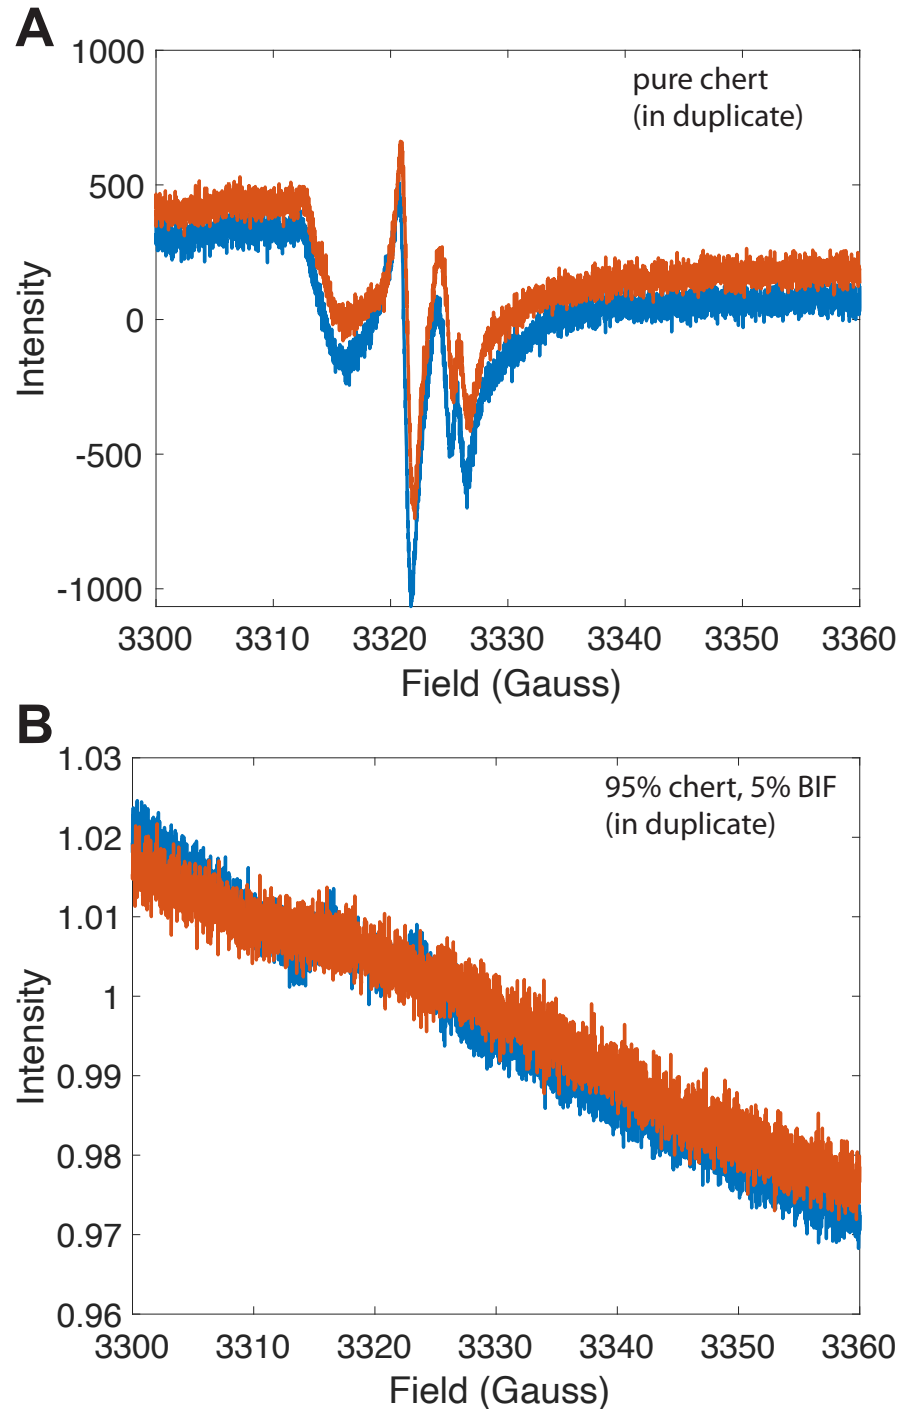 A
1000
500
0
-500
-1000
pure chert
(in duplicate)
Intensity
3300 3310 3320 3330 3340 3350 3360
Field (Gauss)
B
1.03
1.02
1.01
1
0.99
0.98
0.97
0.96
95% chert, 5% BIF
(in duplicate)
Intensity
3300 3310 3320 3330 3340 3350 3360
Field (Gauss)